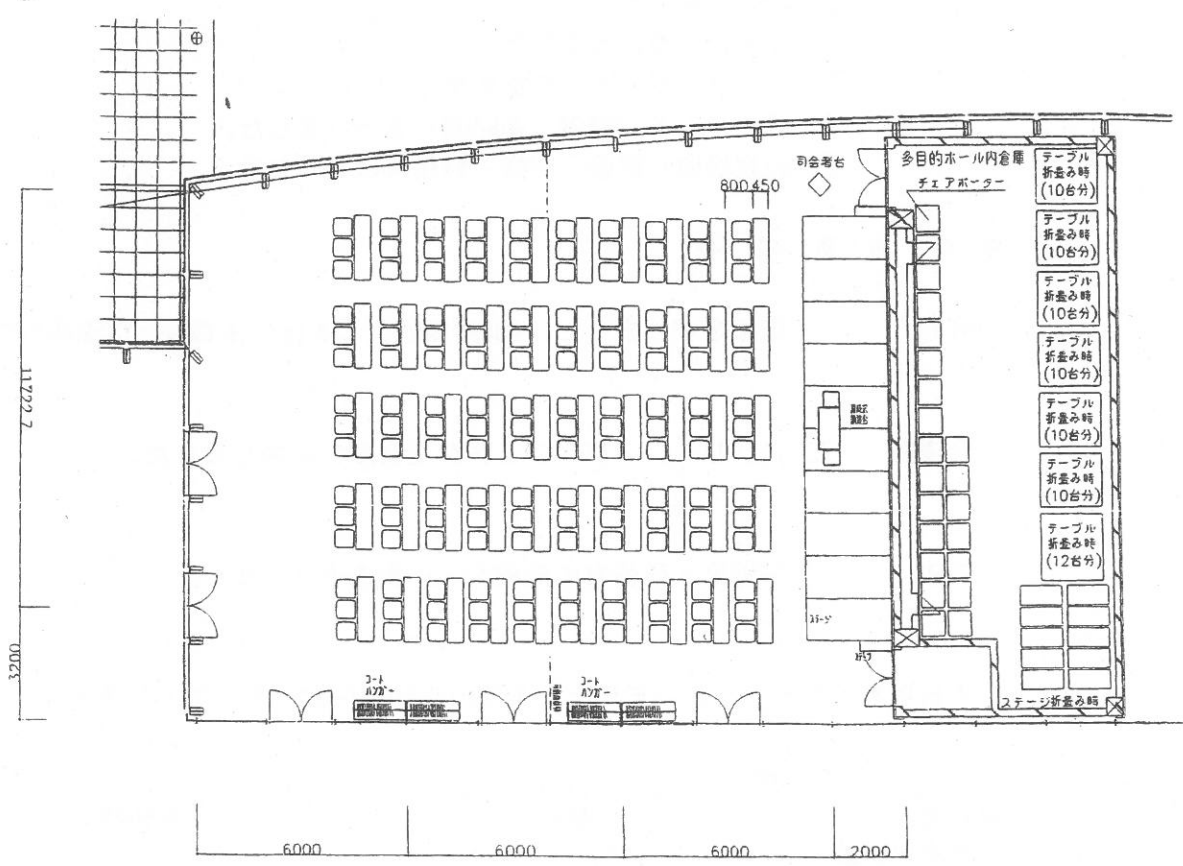 司会者台
多目的ホール内倉庫
チェアポーター
800
450
テーブル
折畳み時
(10台分)
テーブル
折畳み時
(10台分)
テーブル
折畳み時
(10台分)
テーブル
折畳み時
(10台分)
テーブル
折畳み時
(10台分)
テーブル
折畳み時
(10台分)
テーブル
折畳み時
(12台分)
11722.7
3200
ステージ
ステップ
コート
ハンガー
コート
ハンガー
ステージ折畳み時
6000
6000
6000
2000